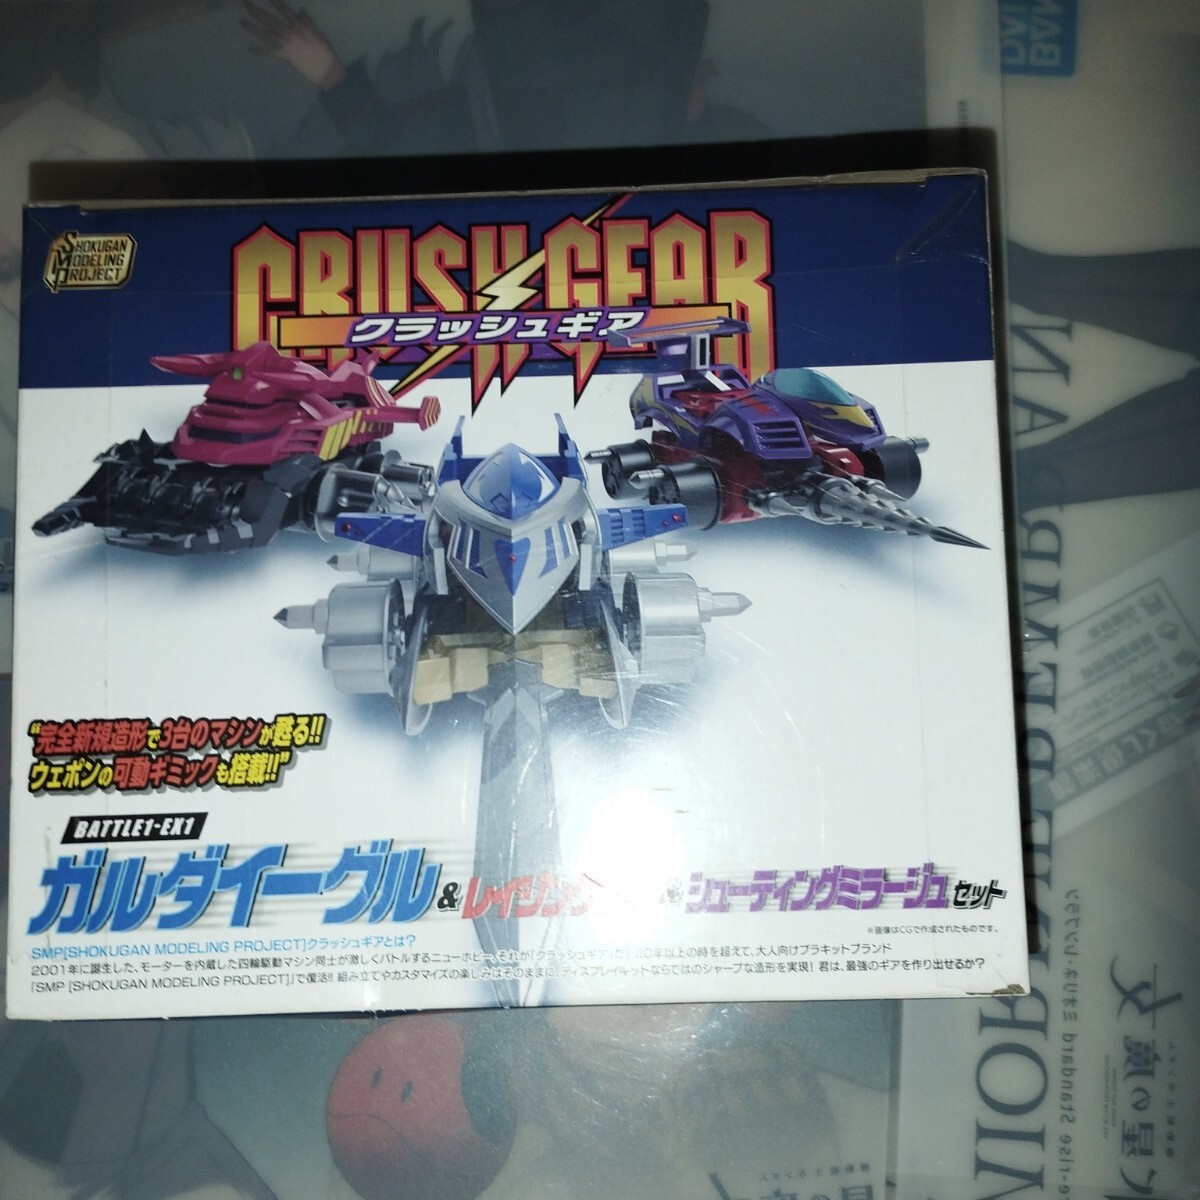 SHOKUGAN
MODELING
PROJECT
CRUSH GEAR
クラッシュギア
"完全新規造形で3台のマシンが甦る!!
ウェポンの可動ギミックも搭載!!"
BATTLE1-EX1
ガルダイーグル&レイジング &シューティングミラージュセット
※画像はCGで作成されたものです。
SMP[SHOKUGAN MODELING PROJECT]クラッシュギアとは?
2001年に誕生した、モーターを内蔵した四輪駆動マシン同士が激しくバトルするニューホビー、それが「クラッシュギア」だ! 20年以上の時を超えて、大人向けプラキットブランド
「SMP [SHOKUGAN MODELING PROJECT]」で復活!! 組み立てやカスタマイズの楽しみはそのままに、ディスプレイキットならではのシャープな造形を実現! 君は、最強のギアを作り出せるか?